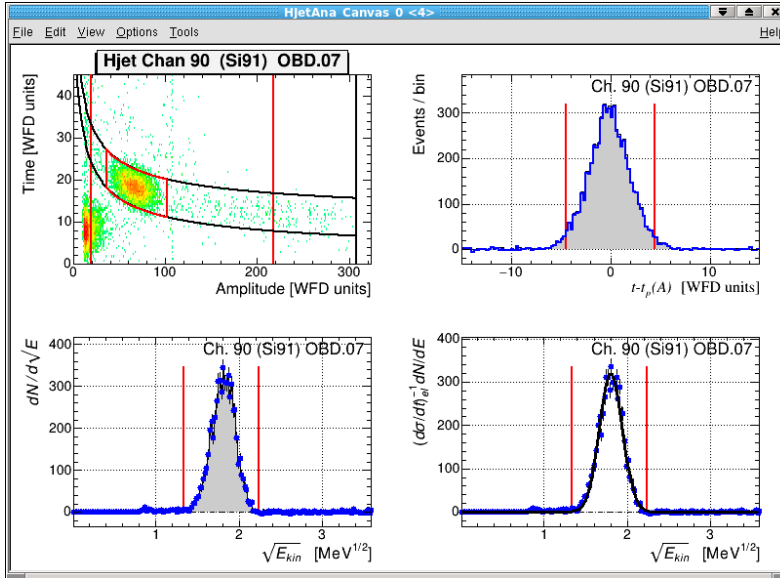 HjetAna Canvas 0 <4>
File Edit View Options Tools Help
Hjet Chan 90 (Si91) OBD.07
Time [WFD units]
40
30
20
10
0
0 100 200 300
Amplitude [WFD units]
Ch. 90 (Si91) OBD.07
Events / bin
300
200
100
0
−10 0 10
t-tₚ(A) [WFD units]
Ch. 90 (Si91) OBD.07
dN/d√E
400
300
200
100
0
1 2 3
√E_kin [MeV^1/2]
Ch. 90 (Si91) OBD.07
(dσ/dt)_el^-1 dN/dE
400
300
200
100
0
1 2 3
√E_kin [MeV^1/2]